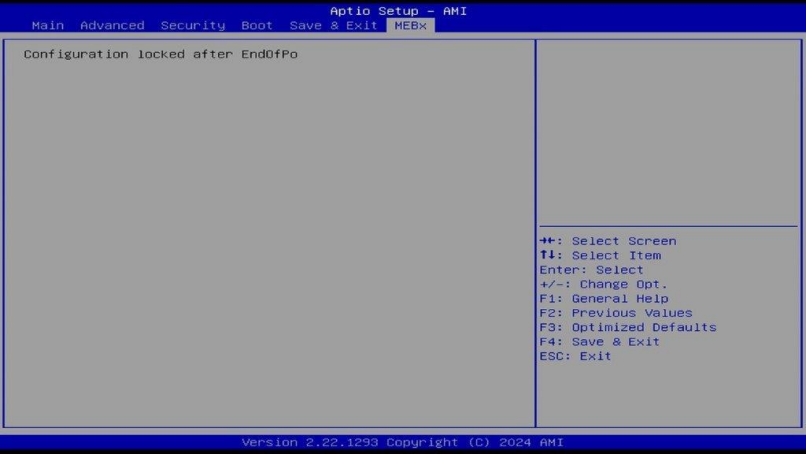 Aptio Setup – AMI
Main Advanced Security Boot Save & Exit MEBx
Configuration locked after EndOfPo
→←: Select Screen
↑↓: Select Item
Enter: Select
+/-: Change Opt.
F1: General Help
F2: Previous Values
F3: Optimized Defaults
F4: Save & Exit
ESC: Exit
Version 2.22.1293 Copyright (C) 2024 AMI